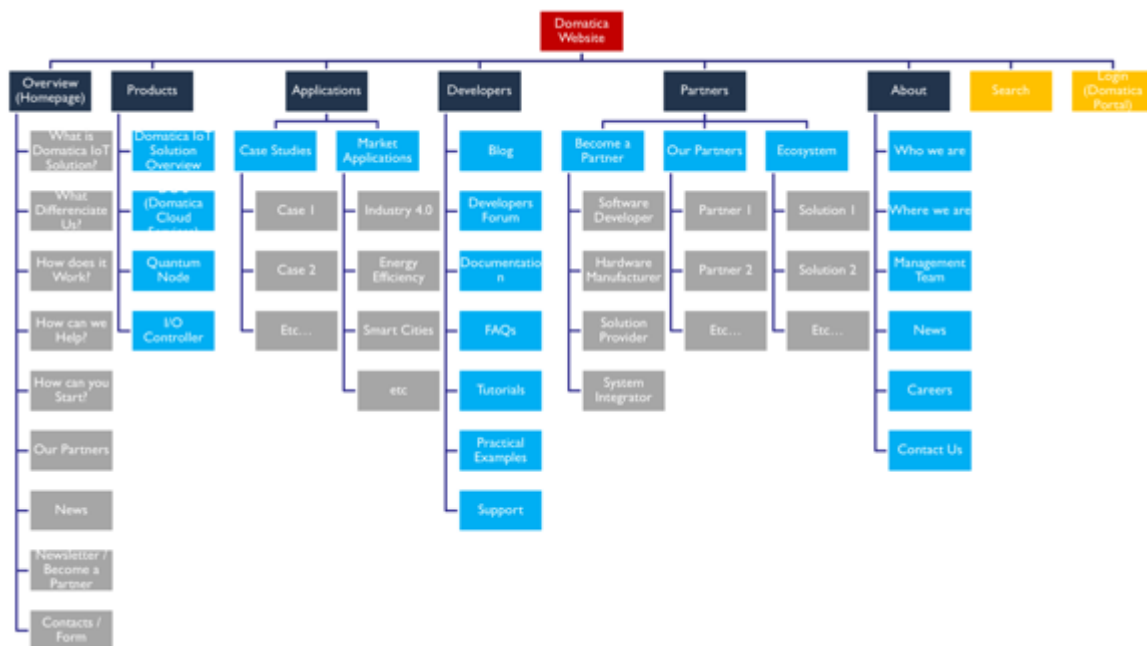 Domatica
Website
Overview
(Homepage)
Products
Applications
Developers
Partners
About
Search
Login
(Domatica
Portal)
What is
Domatica IoT
Solution?
Domatica IoT
Solution
Overview
Case Studies
Market
Applications
Blog
Become a
Partner
Our Partners
Ecosystem
Who we are
What
Differenciate
Us?
(Domatica
Cloud
Services)
Case 1
Industry 4.0
Developers
Forum
Software
Developer
Partner 1
Solution 1
Where we are
How does it
Work?
Quantum
Node
Case 2
Energy
Efficiency
Documentatio
n
Hardware
Manufacturer
Partner 2
Solution 2
Management
Team
How can we
Help?
I/O
Controller
Etc...
Smart Cities
FAQs
Solution
Provider
Etc...
Etc...
News
How can you
Start?
etc
Tutorials
System
Integrator
Careers
Our Partners
Practical
Examples
Contact Us
News
Support
Newsletter /
Become a
Partner
Contacts /
Form